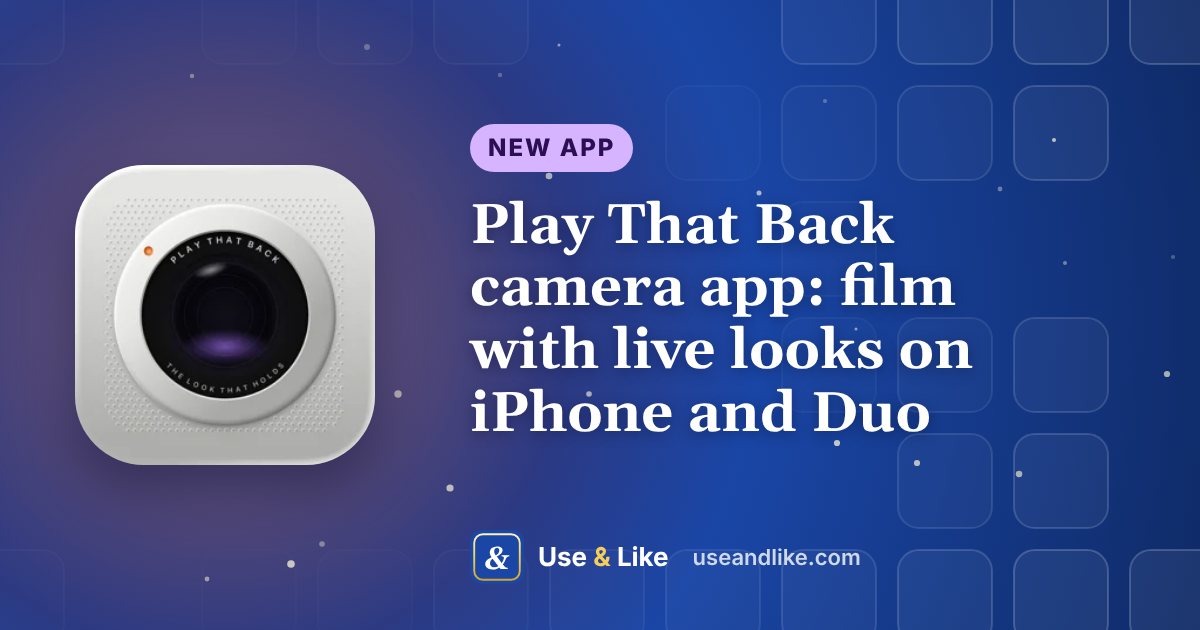 PLAY THAT BACK
THE LOOK THAT HOLDS
NEW APP
Play That Back
camera app: film
with live looks on
iPhone and Duo
& Use & Like useandlike.com